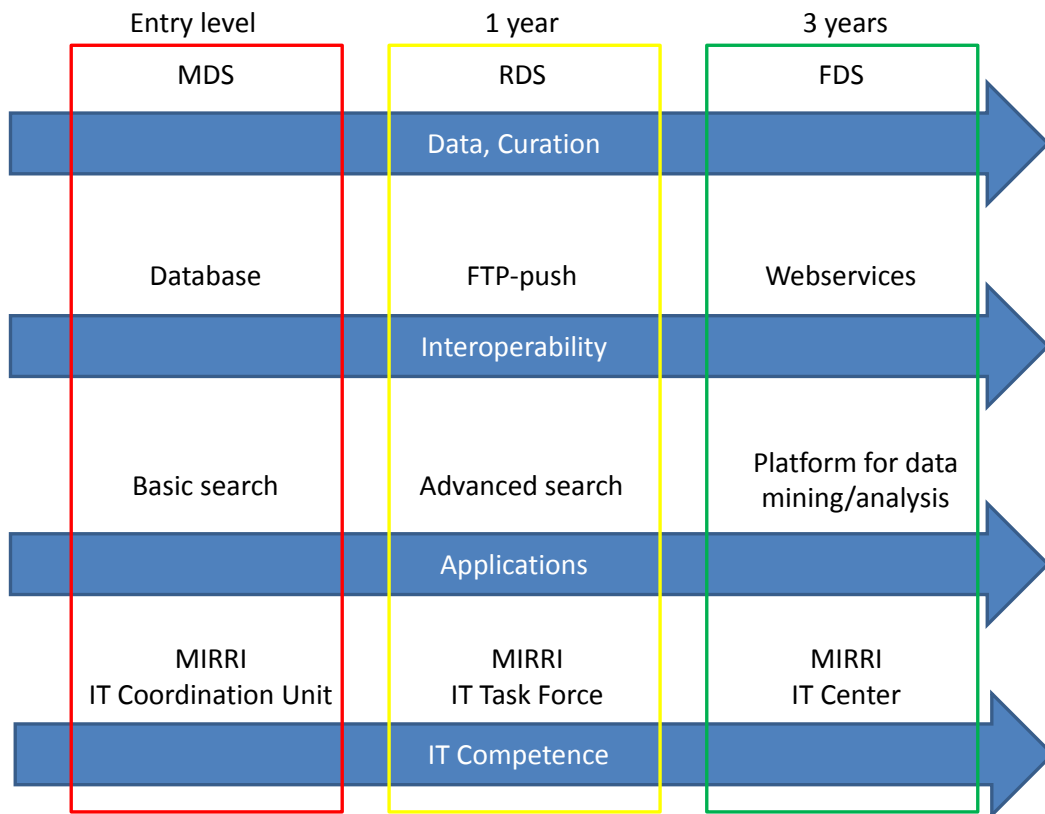 Entry level
1 year
3 years
MDS
RDS
FDS
Data, Curation
Database
FTP-push
Webservices
Interoperability
Basic search
Advanced search
Platform for data
mining/analysis
Applications
MIRRI
IT Coordination Unit
MIRRI
IT Task Force
MIRRI
IT Center
IT Competence